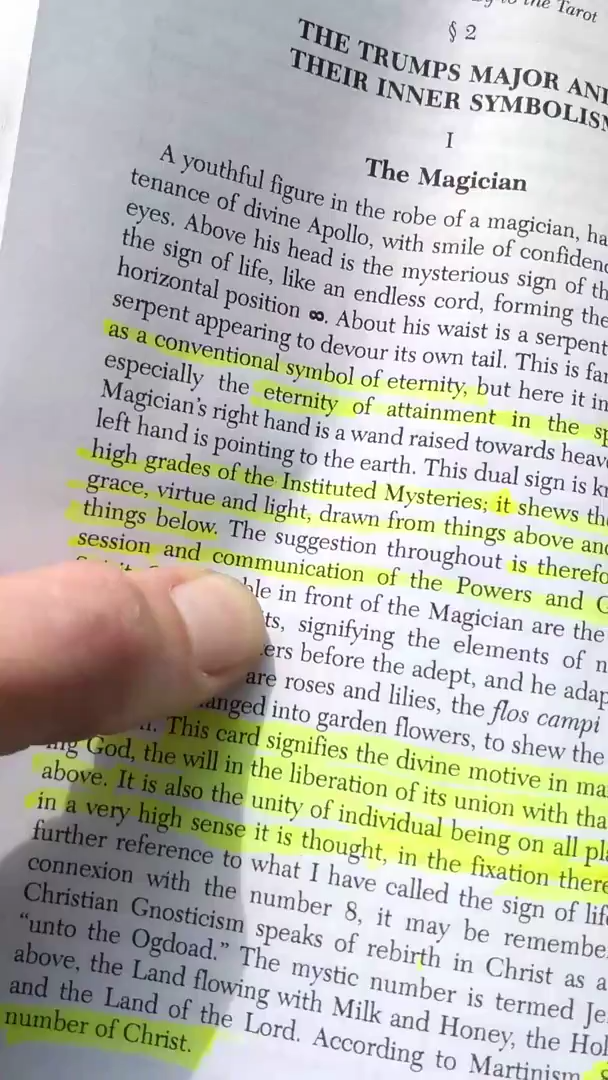 to the Tarot
§ 2
THE TRUMPS MAJOR AND
THEIR INNER SYMBOLISM
I
The Magician
A youthful figure in the robe of a magician, ha
tenance of divine Apollo, with smile of confidenc
eyes. Above his head is the mysterious sign of th
the sign of life, like an endless cord, forming the
horizontal position ∞. About his waist is a serpent
serpent appearing to devour its own tail. This is fam
as a conventional symbol of eternity, but here it in
especially the eternity of attainment in the sp
Magician's right hand is a wand raised towards heave
left hand is pointing to the earth. This dual sign is k
high grades of the Instituted Mysteries; it shews th
grace, virtue and light, drawn from things above and
things below. The suggestion throughout is therefo
session and communication of the Powers and G
ble in front of the Magician are the
ts, signifying the elements of n
ers before the adept, and he adap
are roses and lilies, the flos campi
anged into garden flowers, to shew the
n. This card signifies the divine motive in ma
ing God, the will in the liberation of its union with tha
above. It is also the unity of individual being on all pl
in a very high sense it is thought, in the fixation there
further reference to what I have called the sign of life
connexion with the number 8, it may be remembe
Christian Gnosticism speaks of rebirth in Christ as a
"unto the Ogdoad." The mystic number is termed Je
above, the Land flowing with Milk and Honey, the Hol
and the Land of the Lord. According to Martinism
number of Christ.